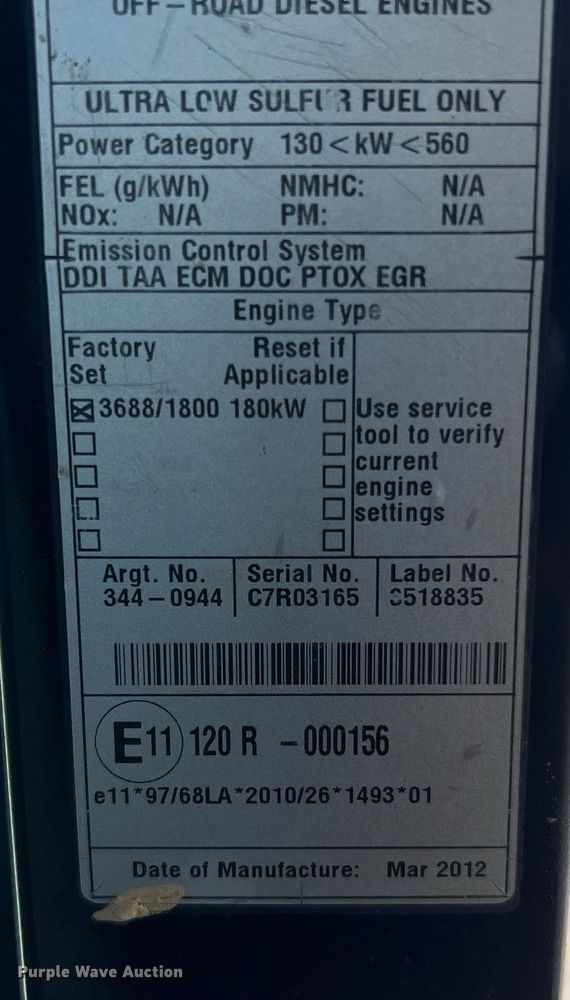 OFF-ROAD DIESEL ENGINES
ULTRA LOW SULFUR FUEL ONLY
Power Category 130<kW<560
FEL (g/kWh) NMHC: N/A
NOx: N/A PM: N/A
Emission Control System
DDI TAA ECM DOC PTOX EGR
Engine Type
Factory Set
Reset if Applicable
3688/1800 180kW
Use service
tool to verify
current
engine
settings
Argt. No. Serial No. Label No.
344-0944 C7R03165 3518835
E11 120 R -000156
e11*97/68LA*2010/26*1493*01
Date of Manufacture: Mar 2012
Purple Wave Auction